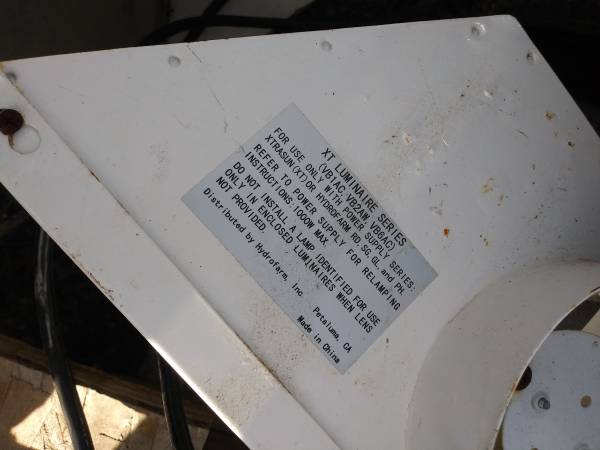 XT LUMINAIRE SERIES
(VB1AC, VB2AW, VB6AC)
FOR USE ONLY WITH POWER SUPPLY SERIES:
XTRASUN(XT)OR HYDROFARM RD, SG, GL, and PH.
REFER TO POWER SUPPLY FOR RELAMPING
INSTRUCTIONS.1000W MAX.
DO NOT INSTALL A LAMP IDENTIFIED FOR USE
ONLY IN ENCLOSED LUMINAIRES WHEN LENS
NOT PROVIDED.
Distributed by Hydrofarm, Inc.
Petaluma, CA
Made in China